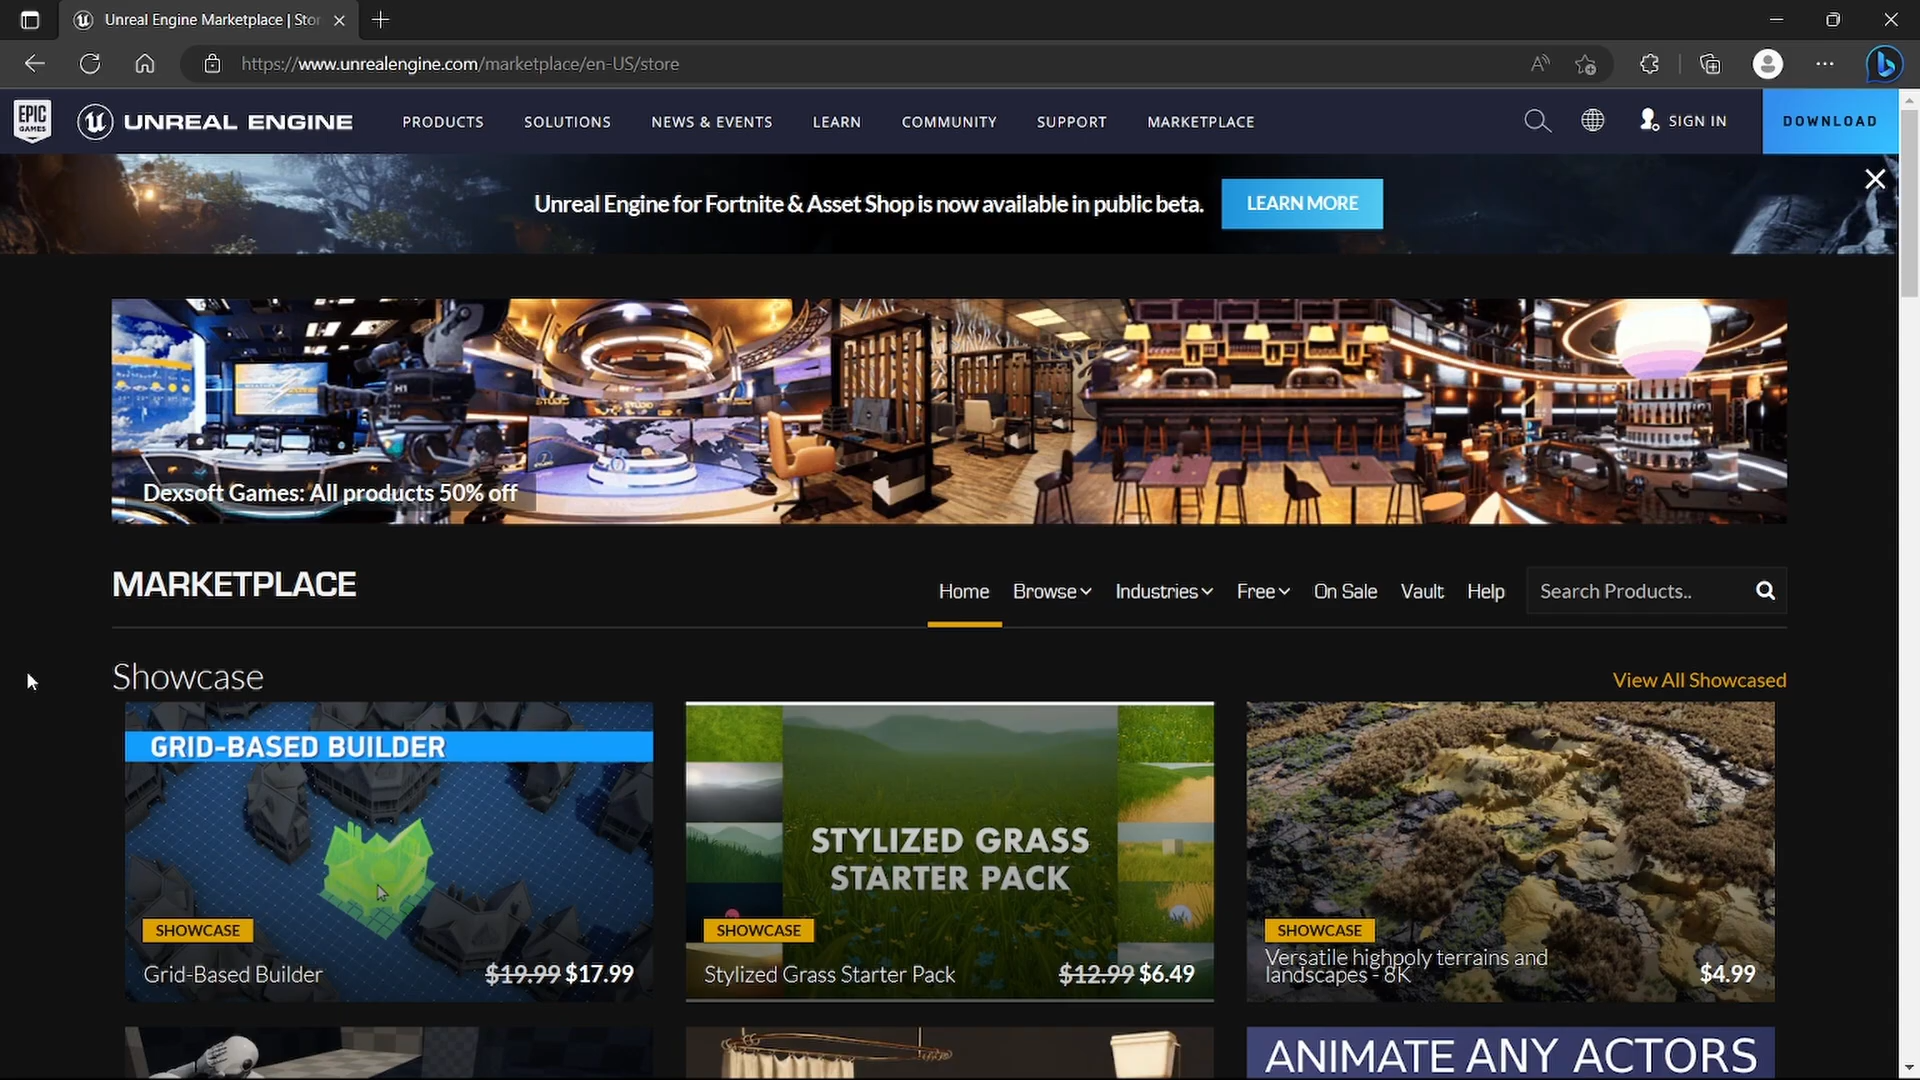 Unreal Engine Marketplace | Sto
https://www.unrealengine.com/marketplace/en-US/store
EPIC GAMES
UNREAL ENGINE
PRODUCTS
SOLUTIONS
NEWS & EVENTS
LEARN
COMMUNITY
SUPPORT
MARKETPLACE
SIGN IN
DOWNLOAD
Unreal Engine for Fortnite & Asset Shop is now available in public beta.
LEARN MORE
Dexsoft Games: All products 50% off
MARKETPLACE
Home
Browse
Industries
Free
On Sale
Vault
Help
Search Products..
Showcase
View All Showcased
GRID-BASED BUILDER
SHOWCASE
Grid-Based Builder
$19.99 $17.99
STYLIZED GRASS
STARTER PACK
SHOWCASE
Stylized Grass Starter Pack
$12.99 $6.49
SHOWCASE
Versatile highpoly terrains and
landscapes - 8K
$4.99
ANIMATE ANY ACTORS